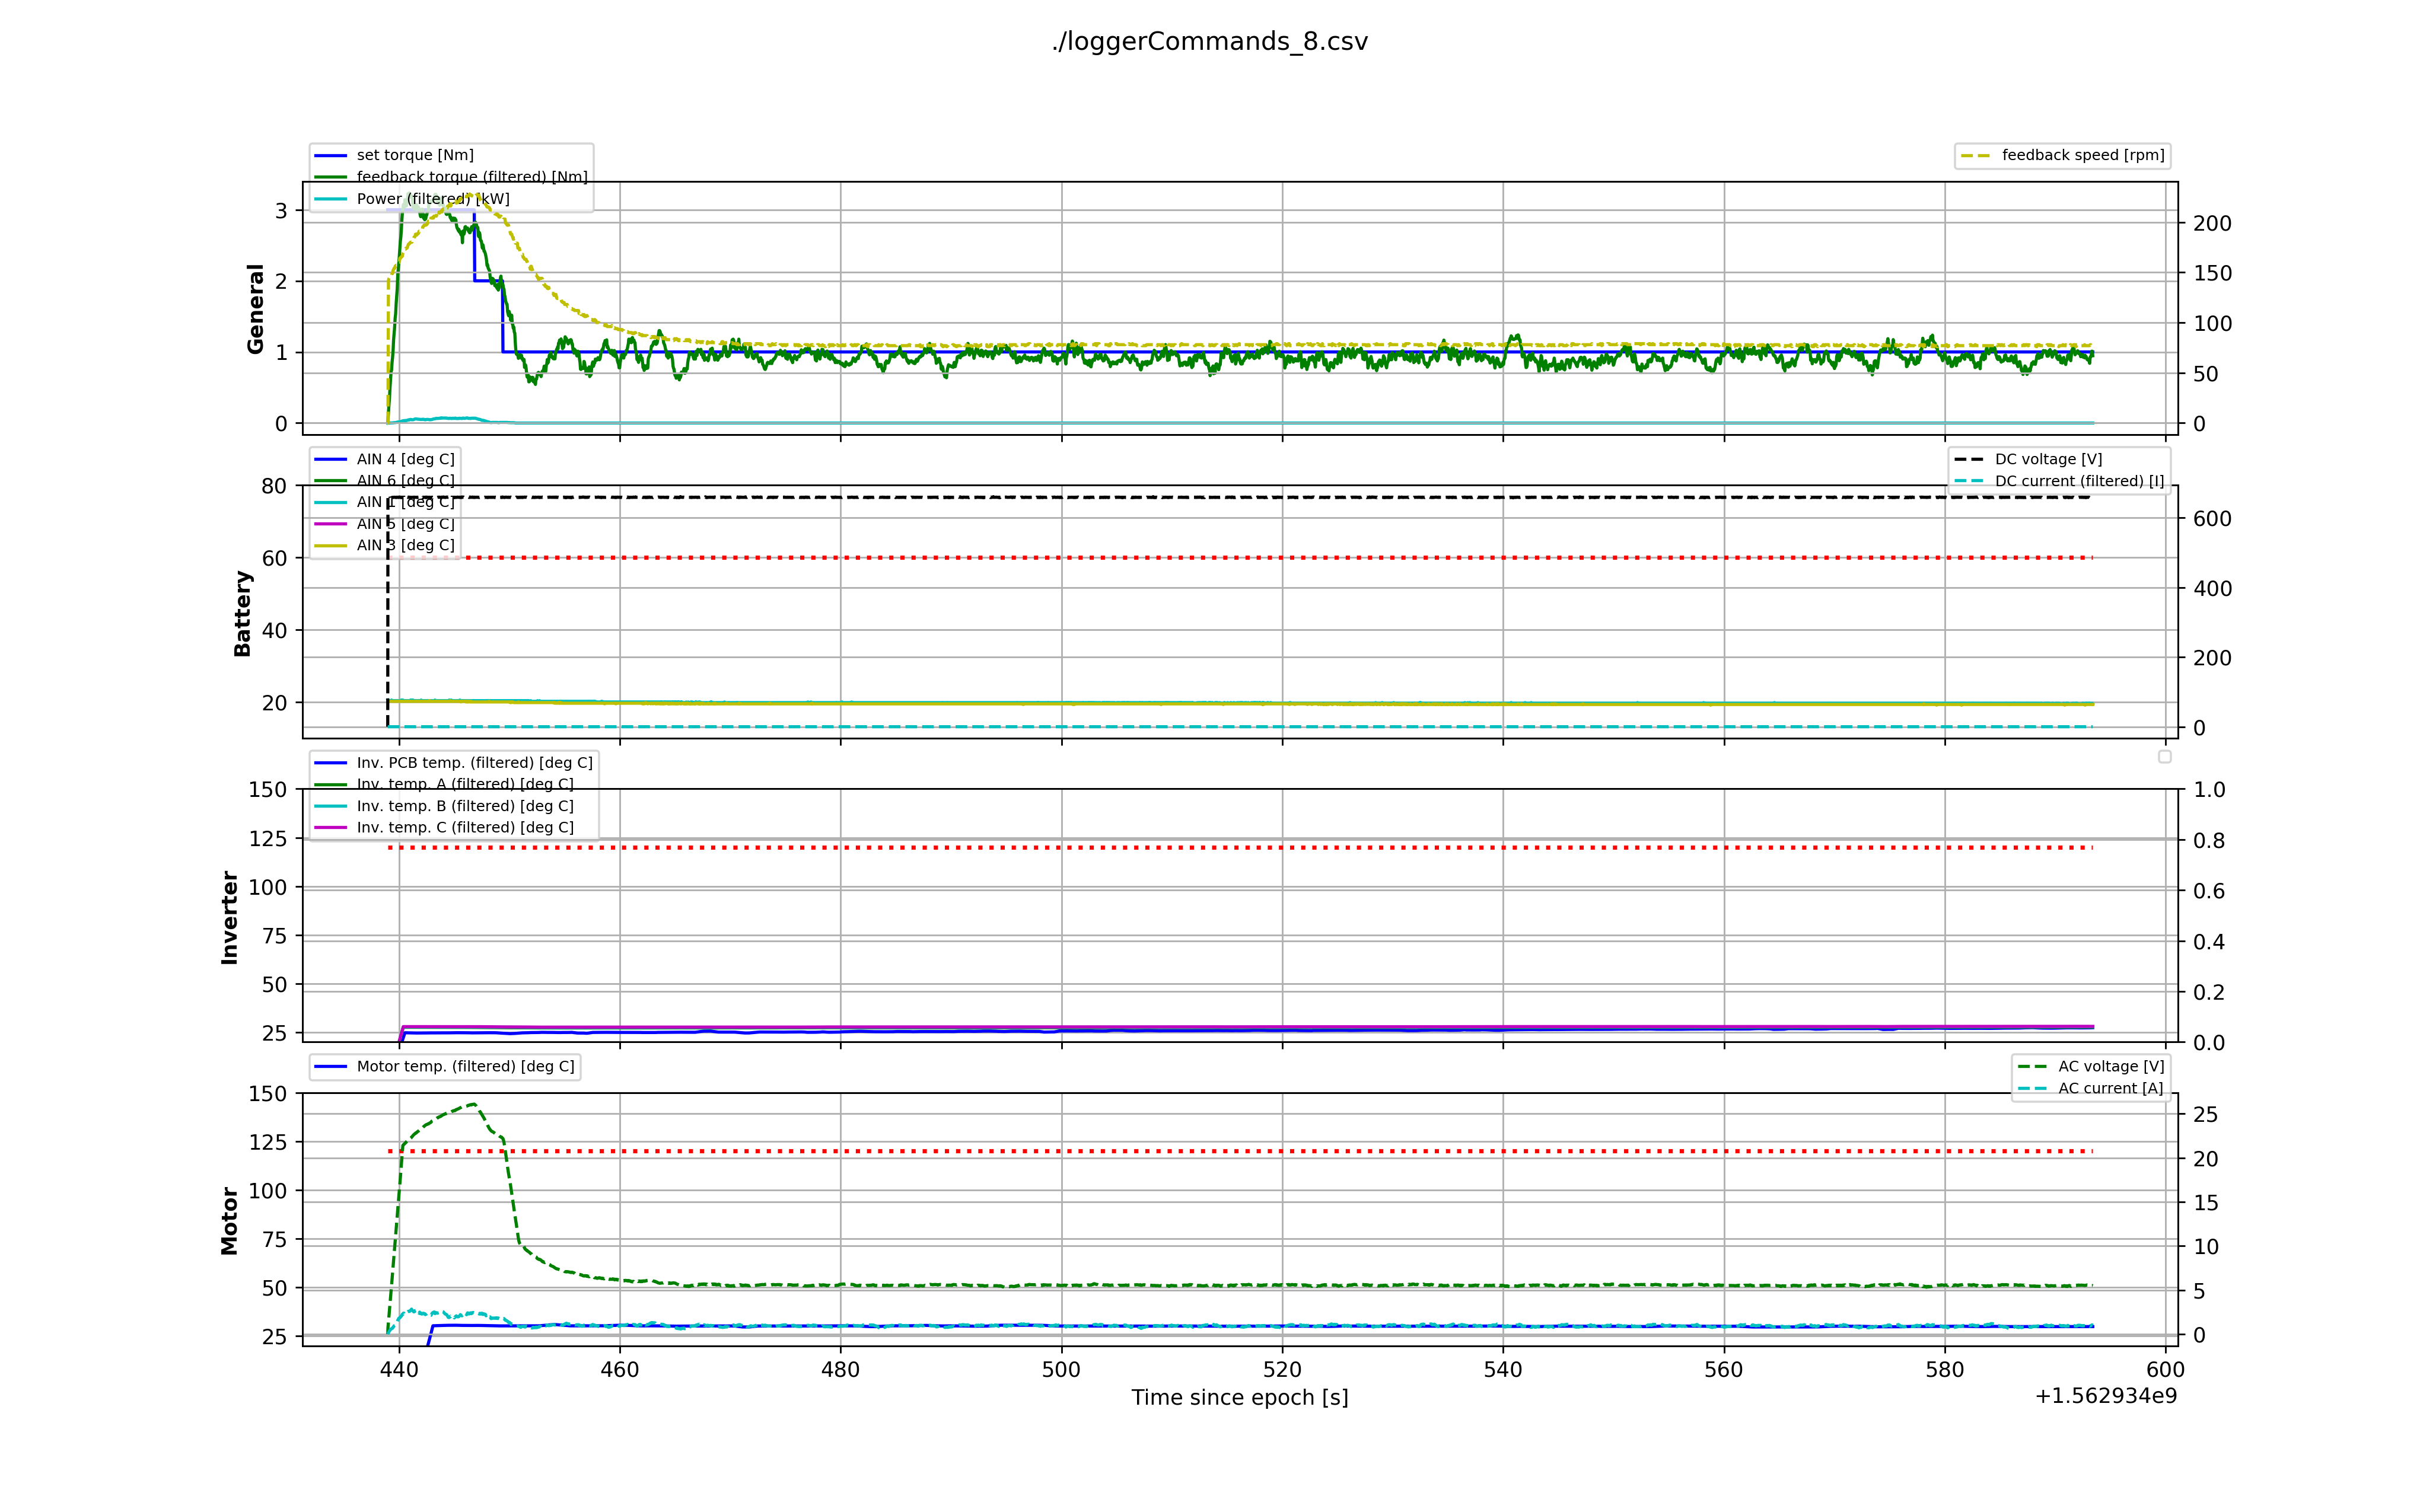 ./loggerCommands_8.csv
set torque [Nm]
feedback torque (filtered) [Nm]
Power (filtered) [kW]
feedback speed [rpm]
General
3
2
1
0
200
150
100
50
0
AIN 4 [deg C]
AIN 6 [deg C]
AIN 1 [deg C]
AIN 5 [deg C]
AIN 3 [deg C]
DC voltage [V]
DC current (filtered) [I]
Battery
80
60
40
20
600
400
200
0
Inv. PCB temp. (filtered) [deg C]
Inv. temp. A (filtered) [deg C]
Inv. temp. B (filtered) [deg C]
Inv. temp. C (filtered) [deg C]
Inverter
150
125
100
75
50
25
1.0
0.8
0.6
0.4
0.2
0.0
Motor temp. (filtered) [deg C]
AC voltage [V]
AC current [A]
Motor
150
125
100
75
50
25
25
20
15
10
5
0
440 460 480 500 520 540 560 580 600
Time since epoch [s]
+1.562934e9